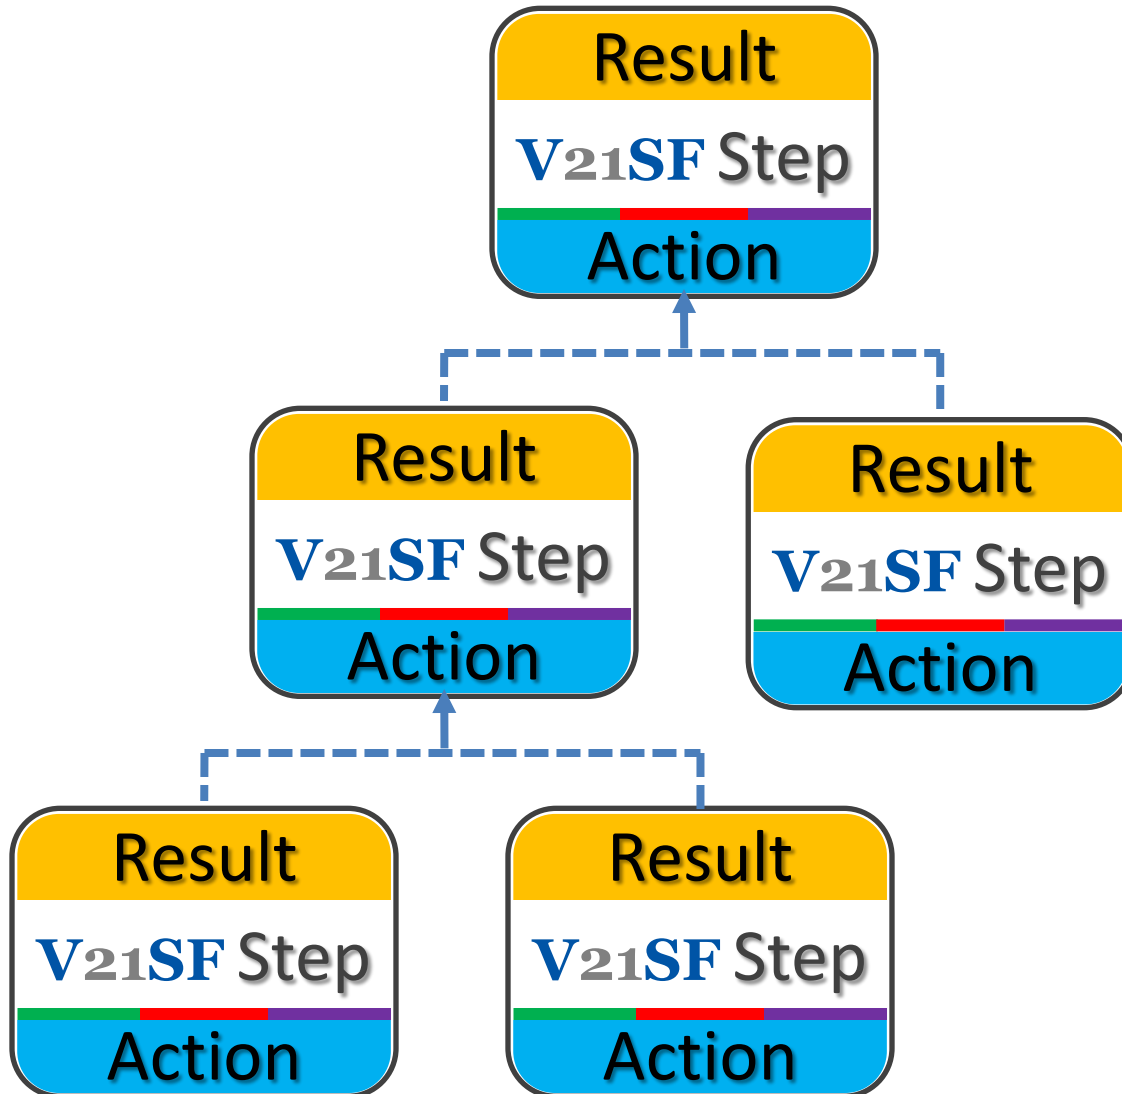 Result
V21SF Step
Action
Result
V21SF Step
Action
Result
V21SF Step
Action
Result
V21SF Step
Action
Result
V21SF Step
Action